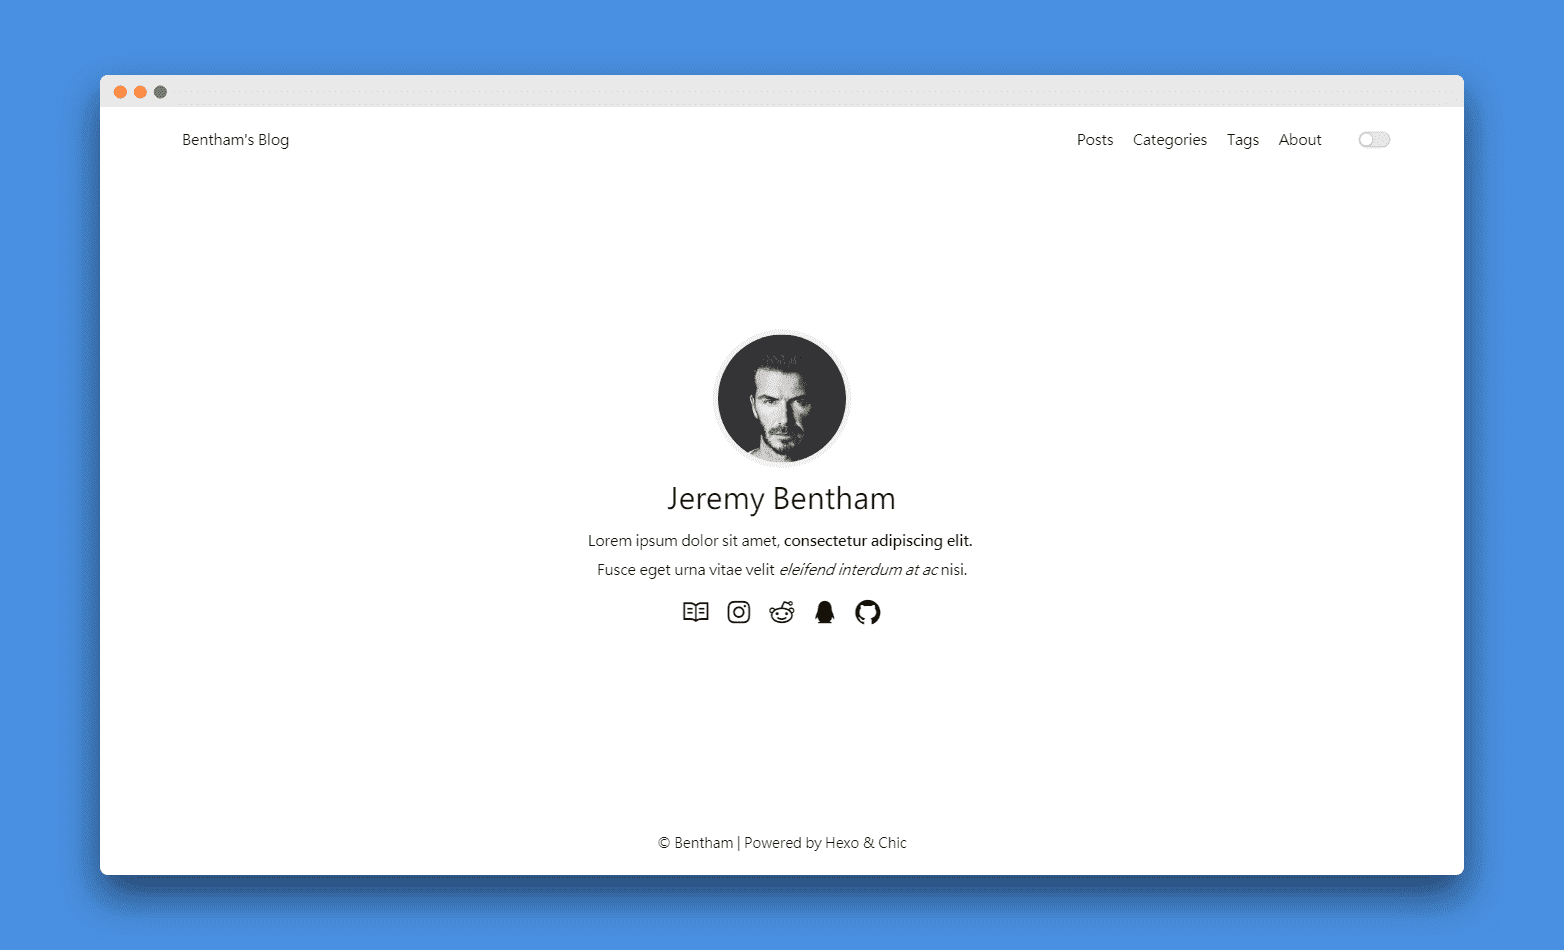 Bentham's Blog
Posts Categories Tags About
Jeremy Bentham
Lorem ipsum dolor sit amet, consectetur adipiscing elit.
Fusce eget urna vitae velit eleifend interdum at ac nisi.
© Bentham | Powered by Hexo & Chic